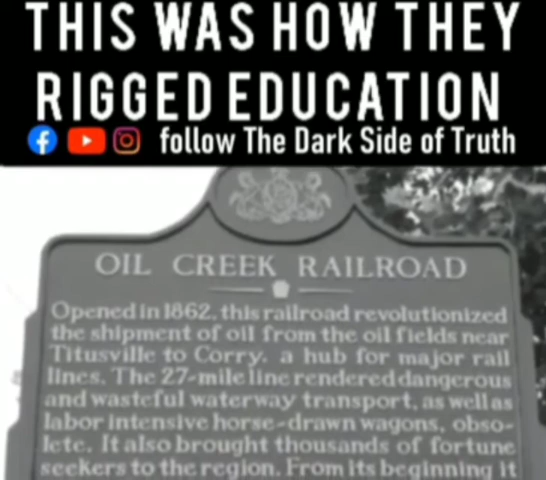 THIS WAS HOW THEY
RIGGED EDUCATION
follow The Dark Side of Truth
OIL CREEK RAILROAD
Opened in 1862, this railroad revolutionized
the shipment of oil from the oil fields near
Titusville to Corry, a hub for major rail
lines. The 27-mile line rendered dangerous
and wasteful waterway transport, as well as
labor intensive horse-drawn wagons, obso-
lete. It also brought thousands of fortune
seekers to the region. From its beginning it